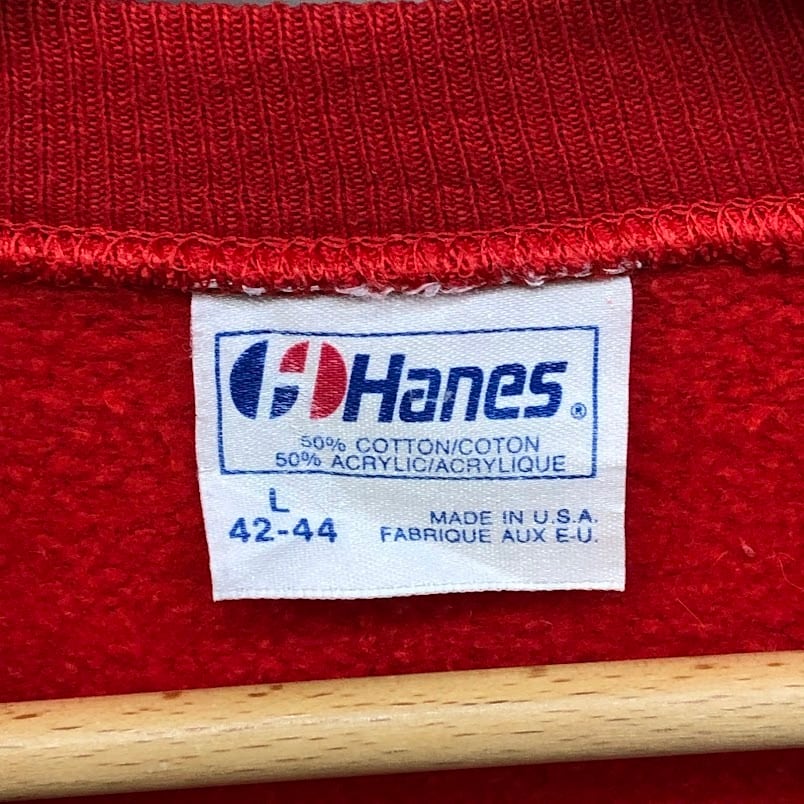 Hanes®
50% COTTON/COTON
50% ACRYLIC/ACRYLIQUE
L
42-44
MADE IN U.S.A.
FABRIQUE AUX E-U.